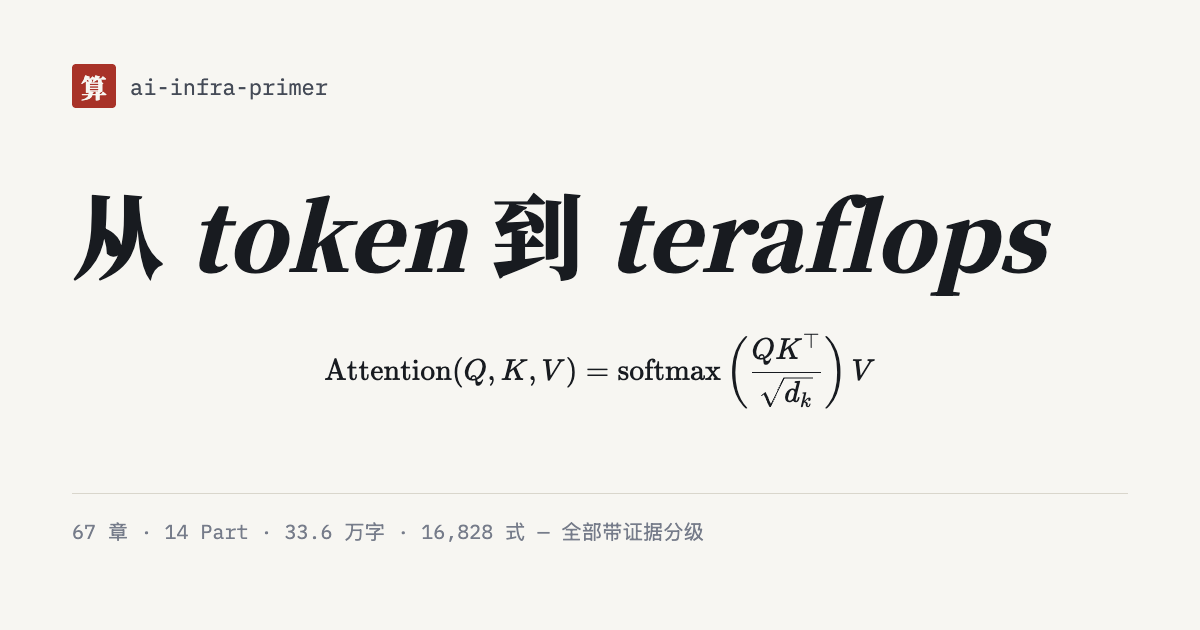 算 ai-infra-primer
从 token 到 teraflops
Attention(Q, K, V) = softmax(QK⊤/√dk)V
67 章 · 14 Part · 33.6 万字 · 16,828 式 — 全部带证据分级